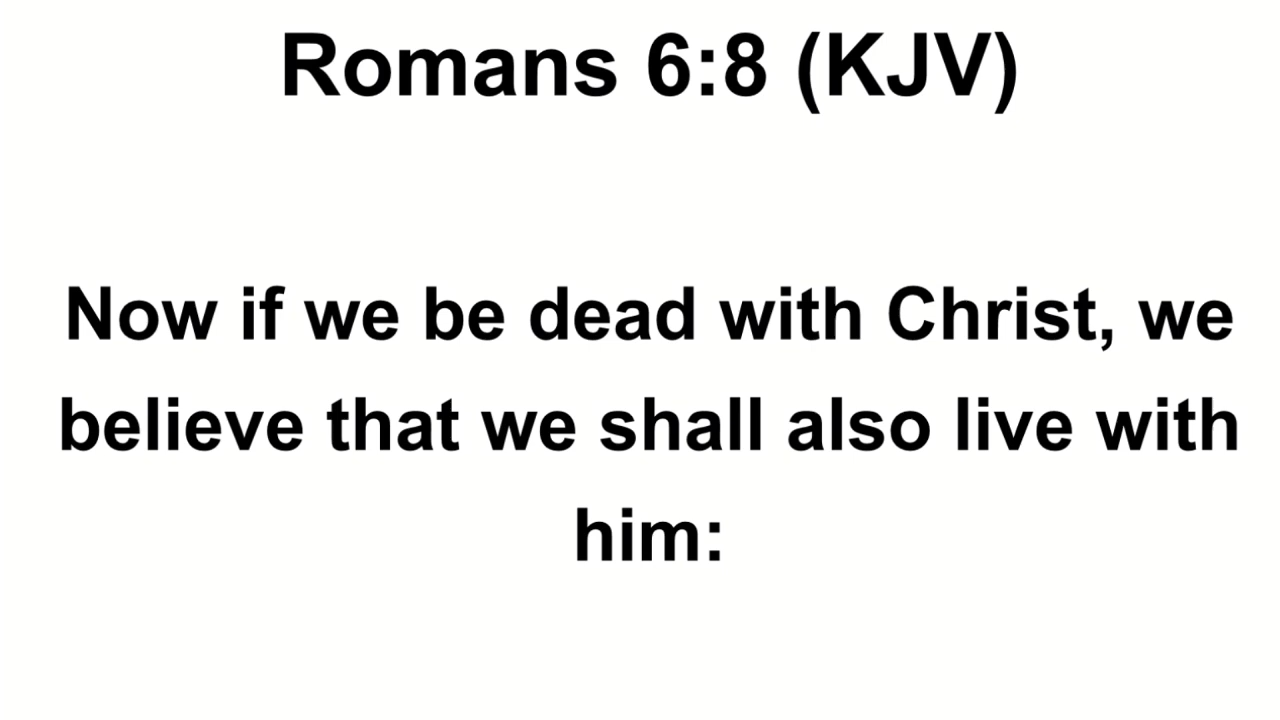 Romans 6:8 (KJV)
Now if we be dead with Christ, we
believe that we shall also live with
him: